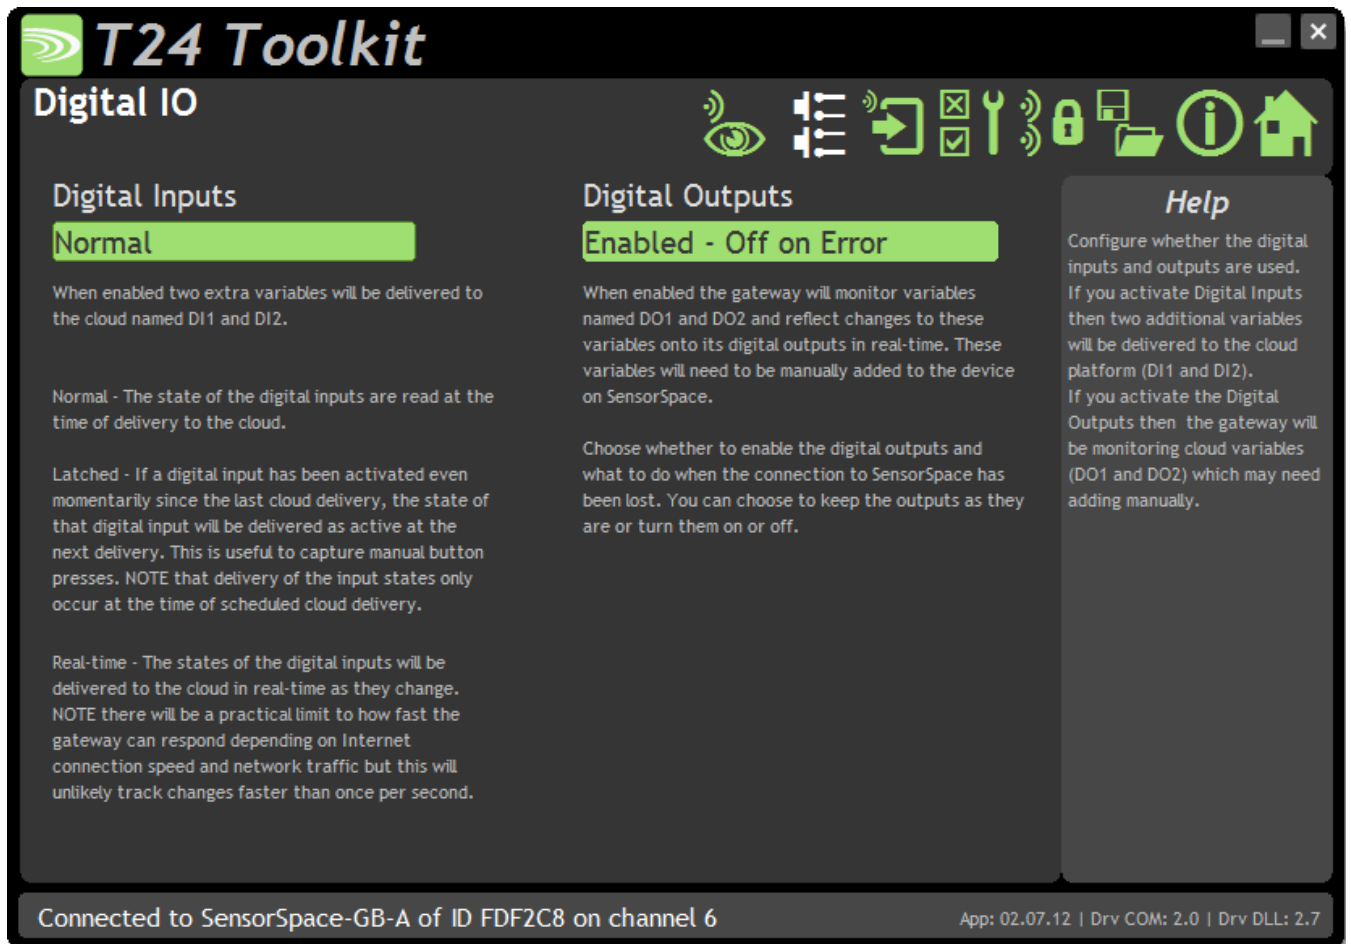 T24 Toolkit
Digital IO
Digital Inputs
Normal
When enabled two extra variables will be delivered to
the cloud named DI1 and DI2.
Normal - The state of the digital inputs are read at the
time of delivery to the cloud.
Latched - If a digital input has been activated even
momentarily since the last cloud delivery, the state of
that digital input will be delivered as active at the
next delivery. This is useful to capture manual button
presses. NOTE that delivery of the input states only
occur at the time of scheduled cloud delivery.
Real-time - The states of the digital inputs will be
delivered to the cloud in real-time as they change.
NOTE there will be a practical limit to how fast the
gateway can respond depending on Internet
connection speed and network traffic but this will
unlikely track changes faster than once per second.
Digital Outputs
Enabled - Off on Error
When enabled the gateway will monitor variables
named DO1 and DO2 and reflect changes to these
variables onto its digital outputs in real-time. These
variables will need to be manually added to the device
on SensorSpace.
Choose whether to enable the digital outputs and
what to do when the connection to SensorSpace has
been lost. You can choose to keep the outputs as they
are or turn them on or off.
Help
Configure whether the digital
inputs and outputs are used.
If you activate Digital Inputs
then two additional variables
will be delivered to the cloud
platform (DI1 and DI2).
If you activate the Digital
Outputs then  the gateway will
be monitoring cloud variables
(DO1 and DO2) which may need
adding manually.
Connected to SensorSpace-GB-A of ID FDF2C8 on channel 6
App: 02.07.12 | Drv COM: 2.0 | Drv DLL: 2.7